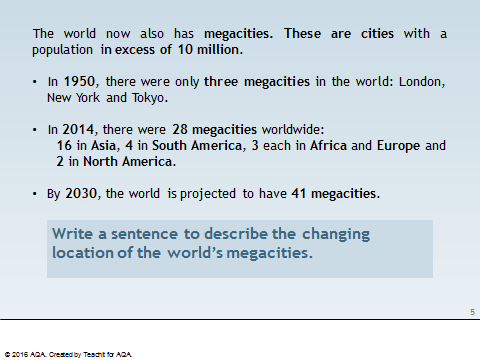 The world now also has megacities. These are cities with a
population in excess of 10 million.
• In 1950, there were only three megacities in the world: London,
New York and Tokyo.
• In 2014, there were 28 megacities worldwide:
16 in Asia, 4 in South America, 3 each in Africa and Europe and
2 in North America.
• By 2030, the world is projected to have 41 megacities.
Write a sentence to describe the changing
location of the world's megacities.
5
© 2016 AQA. Created by Teachit for AQA